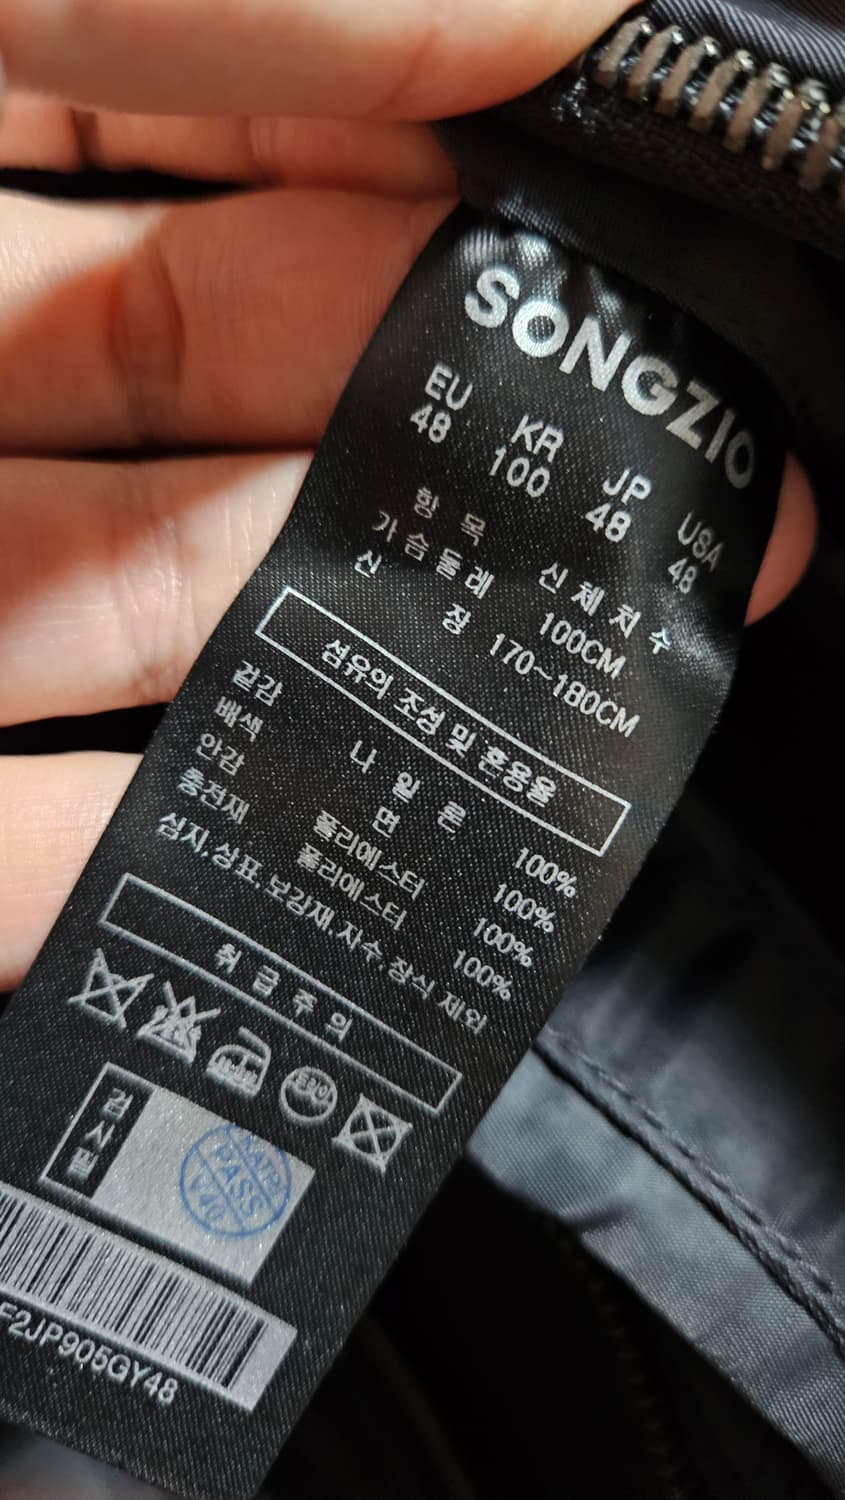 SONGZIO
EU KR JP USA
48 100 48 48
항 목 신체치수
가슴둘레 100CM
신 장 170~180CM
섬유의 조성 및 혼용율
겉감 나 일 론 100%
배색 면 100%
안감 폴리에스터 100%
충전재 폴리에스터 100%
심지,상표,보강재,자수,장식 제외
취 급 주 의
검사필
PASS
V40
F2JP905GY48